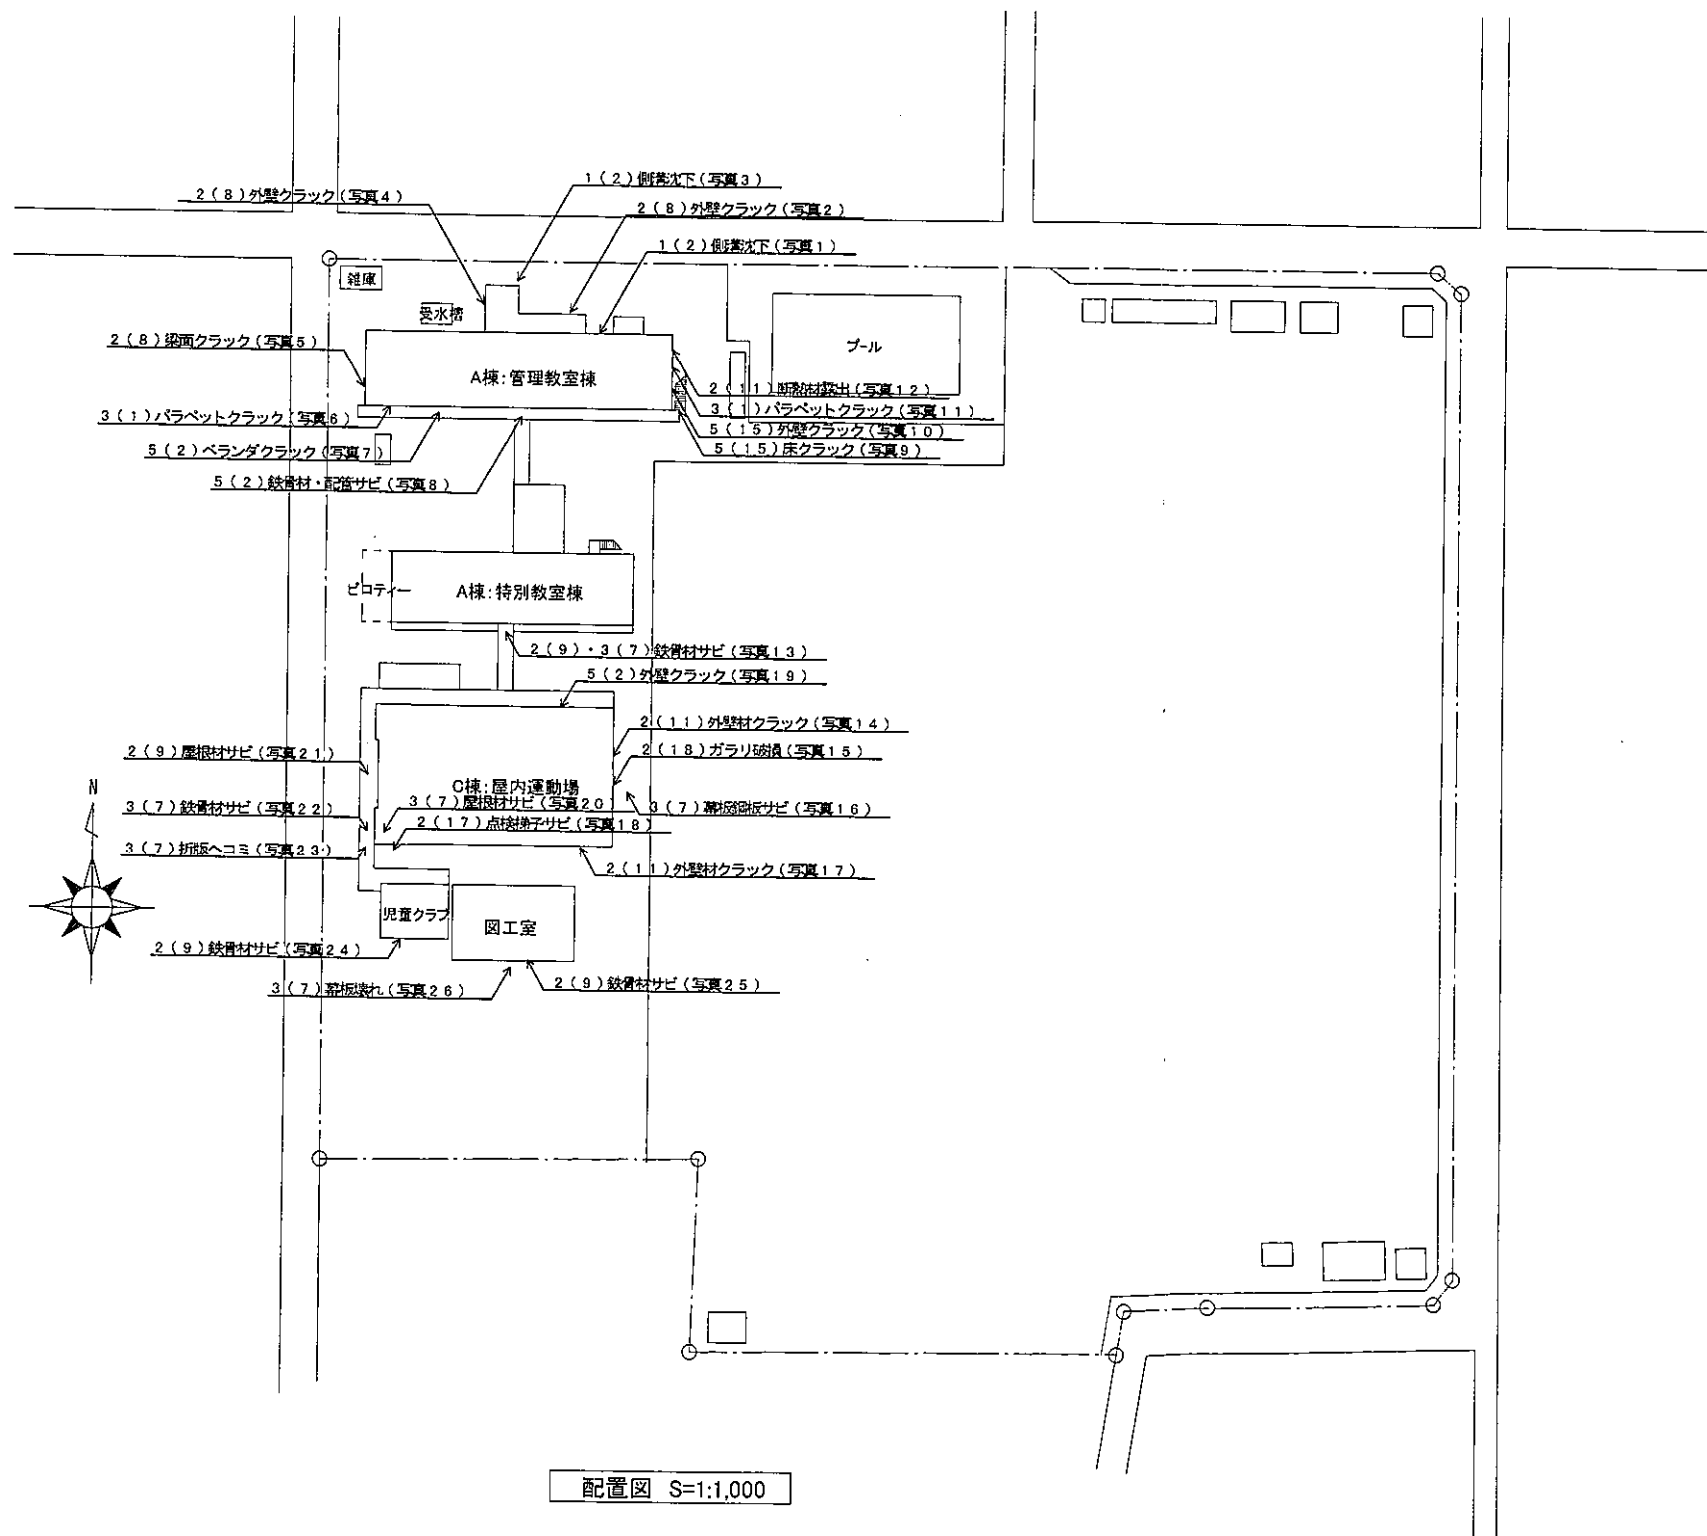 1(2)側溝沈下(写真3)
2(8)外壁クラック(写真4)
2(8)外壁クラック(写真2)
1(2)側溝沈下(写真1)
雑庫
受水槽
2(8)梁面クラック(写真5)
プール
A棟:管理教室棟
2(11)断熱材露出(写真12)
3(1)パラペットクラック(写真6)
3(1)パラペットクラック(写真11)
5(15)外壁クラック(写真10)
5(2)ベランダクラック(写真7)
5(15)床クラック(写真9)
5(2)鉄骨材・配管サビ(写真8)
ピロティー
A棟:特別教室棟
2(9)・3(7)鉄骨材サビ(写真13)
5(2)外壁クラック(写真19)
2(11)外壁材クラック(写真14)
2(9)屋根材サビ(写真21)
2(18)ガラリ破損(写真15)
C棟:屋内運動場
N
3(7)鉄骨材サビ(写真22)
3(7)屋根材サビ(写真20
3(7)幕板鋼板サビ(写真16)
2(17)点検梯子サビ(写真18)
3(7)折版ヘコミ(写真23)
2(11)外壁材クラック(写真17)
児童クラブ
図工室
2(9)鉄骨材サビ(写真24)
3(7)幕板壊れ(写真26)
2(9)鉄骨材サビ(写真25)
配置図 S=1:1,000